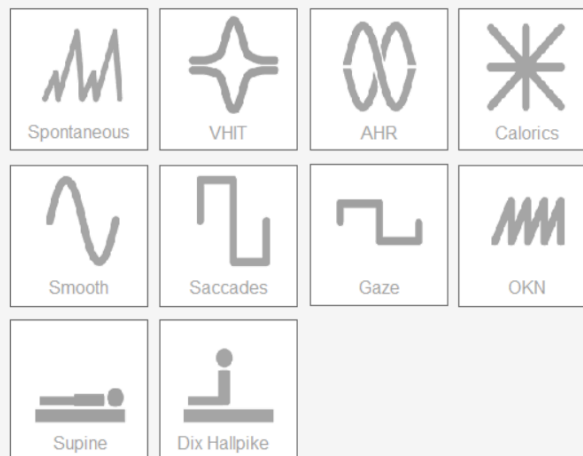 Spontaneous
VHIT
AHR
Calorics
Smooth
Saccades
Gaze
OKN
Supine
Dix Hallpike